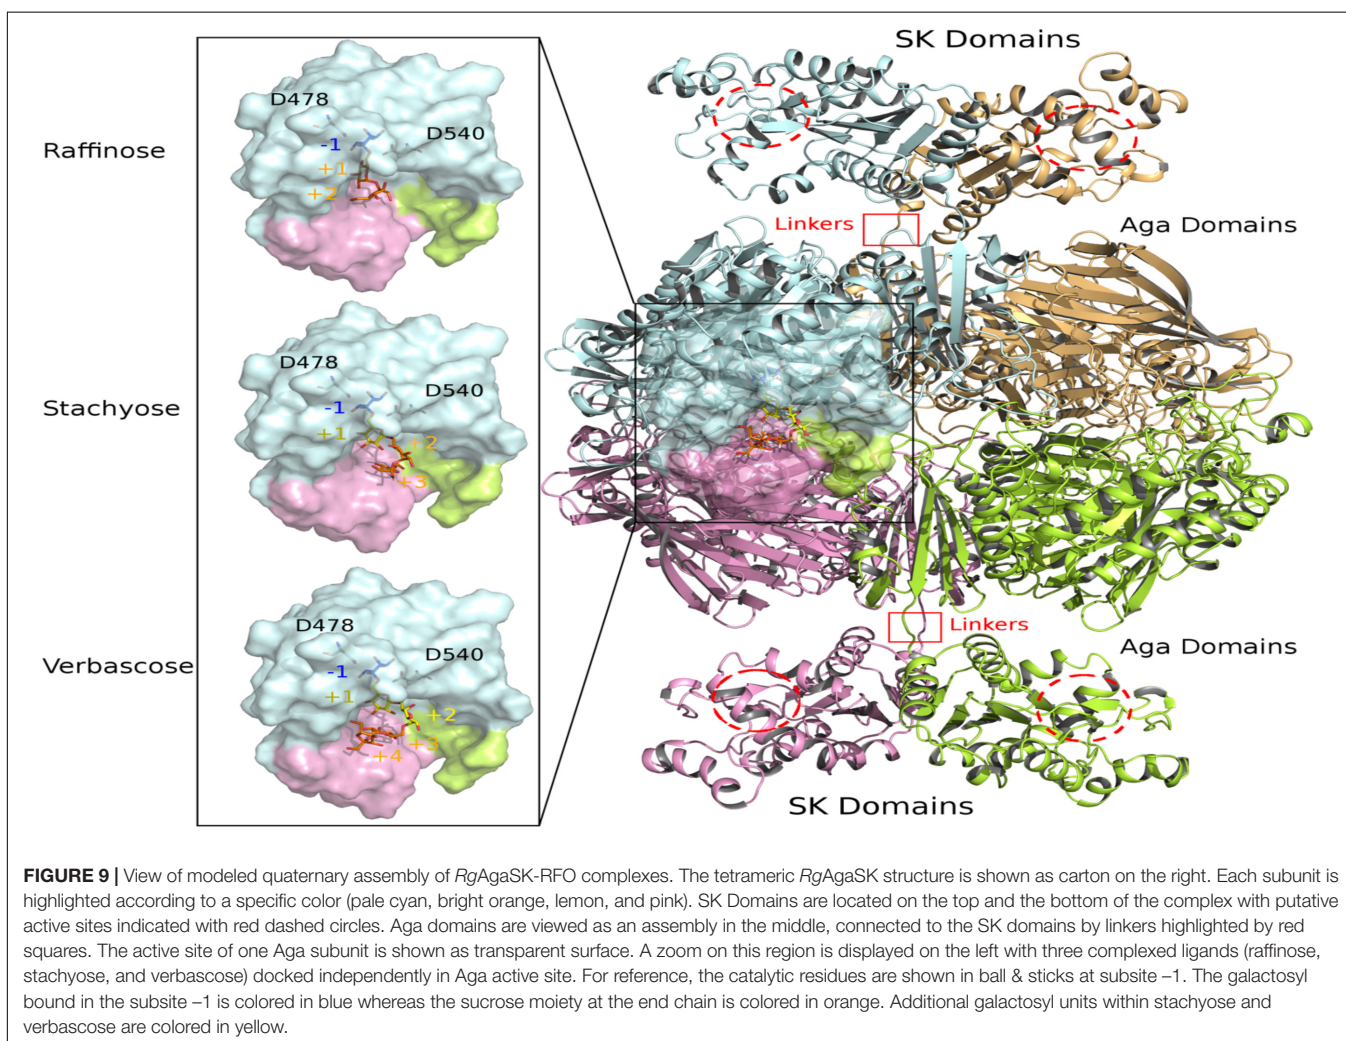 SK Domains
D478
D540
Raffinose
-1
+1
+2
Linkers
Aga Domains
D478
D540
Stachyose
-1
+1
+2
+3
Linkers
D478
D540
Verbascose
-1
+1
+2
+3
+4
Aga Domains
SK Domains
FIGURE 9 | View of modeled quaternary assembly of RgAgaSK-RFO complexes. The tetrameric RgAgaSK structure is shown as carton on the right. Each subunit is
highlighted according to a specific color (pale cyan, bright orange, lemon, and pink). SK Domains are located on the top and the bottom of the complex with putative
active sites indicated with red dashed circles. Aga domains are viewed as an assembly in the middle, connected to the SK domains by linkers highlighted by red
squares. The active site of one Aga subunit is shown as transparent surface. A zoom on this region is displayed on the left with three complexed ligands (raffinose,
stachyose, and verbascose) docked independently in Aga active site. For reference, the catalytic residues are shown in ball & sticks at subsite –1. The galactosyl
bound in the subsite –1 is colored in blue whereas the sucrose moiety at the end chain is colored in orange. Additional galactosyl units within stachyose and
verbascose are colored in yellow.